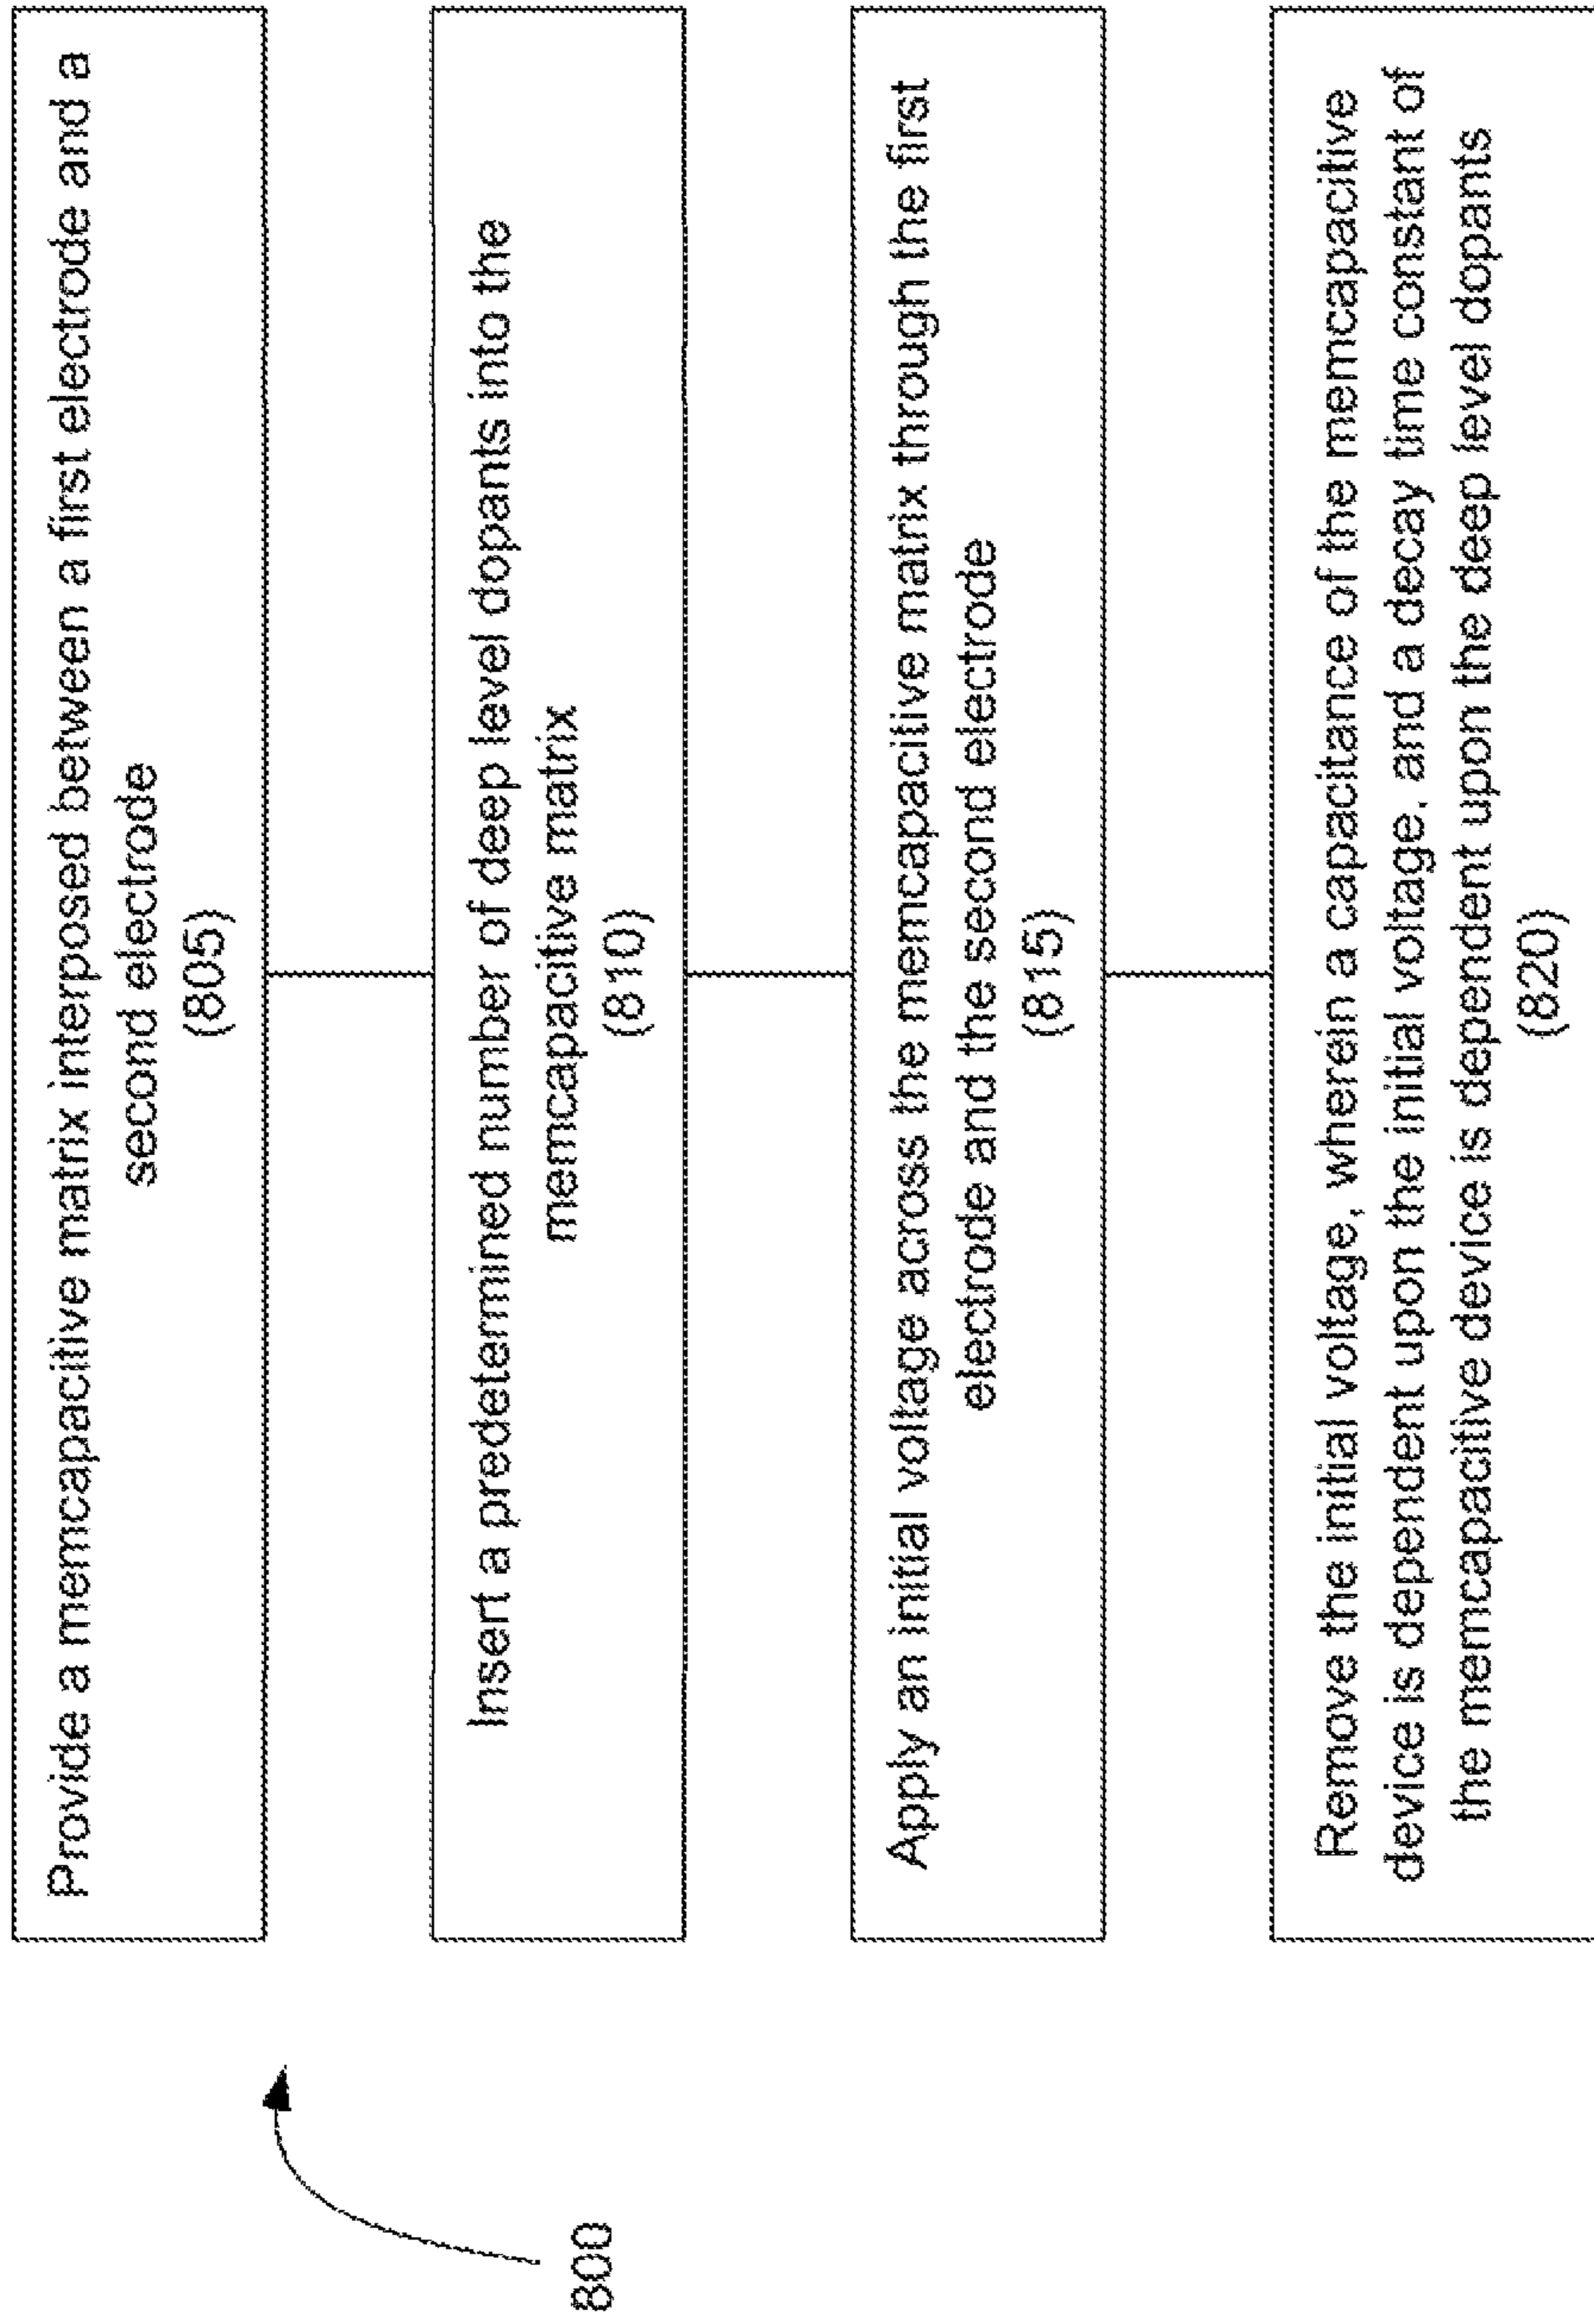 800
Provide a memcapacitive matrix interposed between a first electrode and a
second electrode
(805)
Insert a predetermined number of deep level dopants into the
memcapacitive matrix
(810)
Apply an initial voltage across the memcapacitive matrix through the first
electrode and the second electrode
(815)
Remove the initial voltage, wherein a capacitance of the memcapacitive
device is dependent upon the initial voltage, and a decay time constant of
the memcapacitive device is dependent upon the deep level dopants
(820)